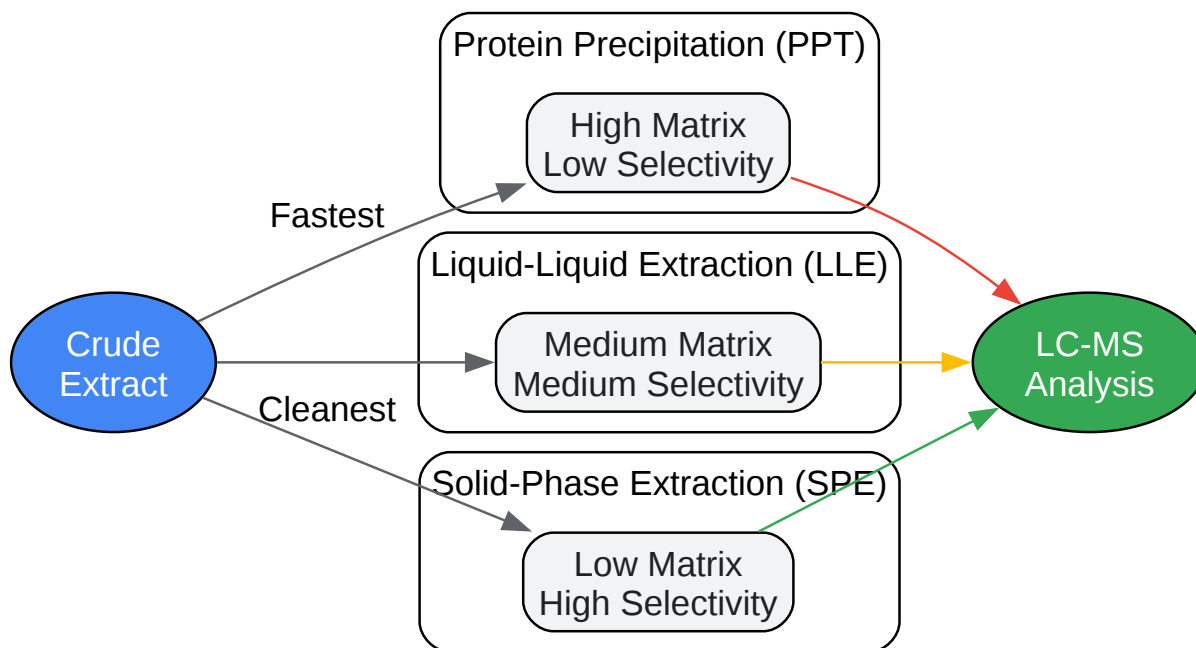 Protein Precipitation (PPT)
High Matrix
Low Selectivity
Fastest
Liquid-Liquid Extraction (LLE)
Crude
Extract
Medium Matrix
Medium Selectivity
LC-MS
Analysis
Cleanest
Solid-Phase Extraction (SPE)
Low Matrix
High Selectivity